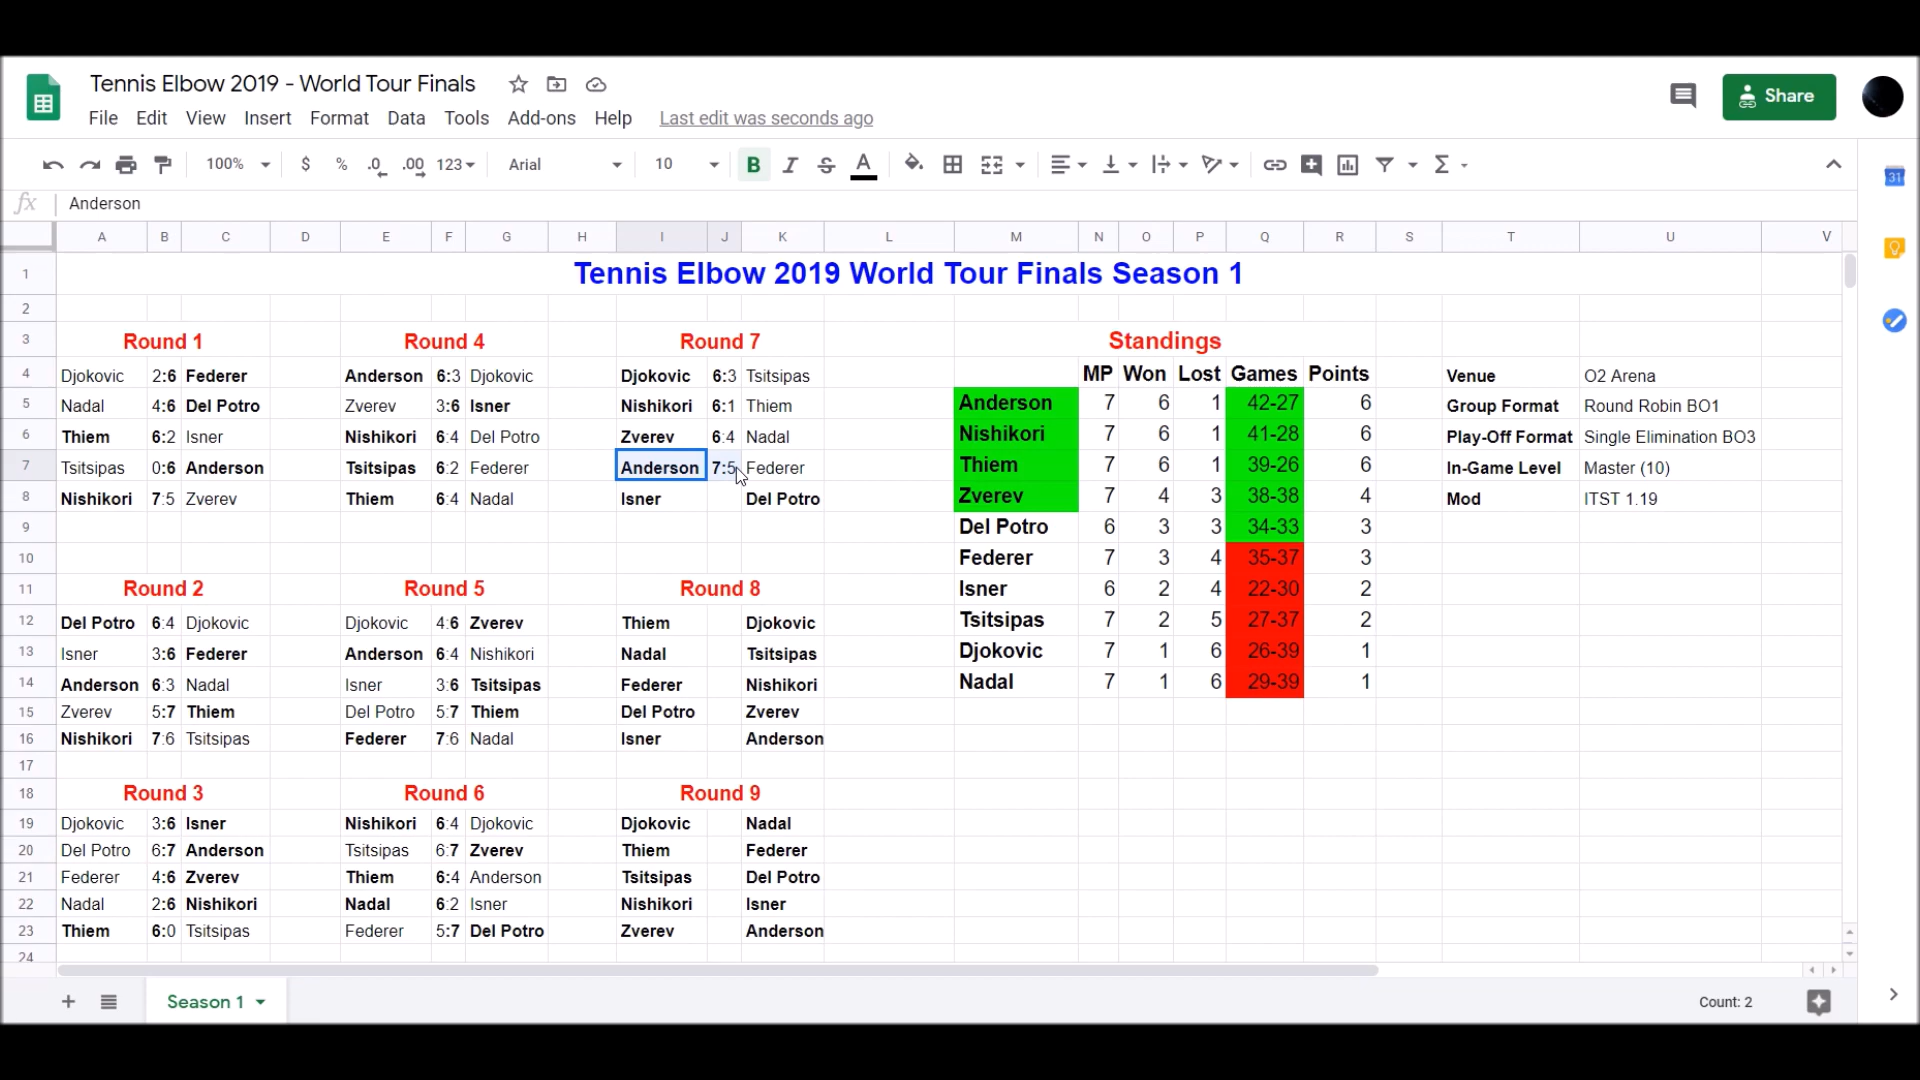 Tennis Elbow 2019 - World Tour Finals
Share
File Edit View Insert Format Data Tools Add-ons Help Last edit was seconds ago
100% $ % .0 .00 123 Arial 10 B I S A Σ
31
fx Anderson
A B C D E F G H I J K L M N O P Q R S T U V
1 Tennis Elbow 2019 World Tour Finals Season 1
2
3 Round 1 Round 4 Round 7 Standings
4 Djokovic 2:6 Federer Anderson 6:3 Djokovic Djokovic 6:3 Tsitsipas MP Won Lost Games Points Venue O2 Arena
5 Nadal 4:6 Del Potro Zverev 3:6 Isner Nishikori 6:1 Thiem Anderson 7 6 1 42-27 6 Group Format Round Robin BO1
6 Thiem 6:2 Isner Nishikori 6:4 Del Potro Zverev 6:4 Nadal Nishikori 7 6 1 41-28 6 Play-Off Format Single Elimination BO3
7 Tsitsipas 0:6 Anderson Tsitsipas 6:2 Federer Anderson 7:5 Federer Thiem 7 6 1 39-26 6 In-Game Level Master (10)
8 Nishikori 7:5 Zverev Thiem 6:4 Nadal Isner Del Potro Zverev 7 4 3 38-38 4 Mod ITST 1.19
9 Del Potro 6 3 3 34-33 3
10 Federer 7 3 4 35-37 3
11 Round 2 Round 5 Round 8 Isner 6 2 4 22-30 2
12 Del Potro 6:4 Djokovic Djokovic 4:6 Zverev Thiem Djokovic Tsitsipas 7 2 5 27-37 2
13 Isner 3:6 Federer Anderson 6:4 Nishikori Nadal Tsitsipas Djokovic 7 1 6 26-39 1
14 Anderson 6:3 Nadal Isner 3:6 Tsitsipas Federer Nishikori Nadal 7 1 6 29-39 1
15 Zverev 5:7 Thiem Del Potro 5:7 Thiem Del Potro Zverev
16 Nishikori 7:6 Tsitsipas Federer 7:6 Nadal Isner Anderson
17
18 Round 3 Round 6 Round 9
19 Djokovic 3:6 Isner Nishikori 6:4 Djokovic Djokovic Nadal
20 Del Potro 6:7 Anderson Tsitsipas 6:7 Zverev Thiem Federer
21 Federer 4:6 Zverev Thiem 6:4 Anderson Tsitsipas Del Potro
22 Nadal 2:6 Nishikori Nadal 6:2 Isner Nishikori Isner
23 Thiem 6:0 Tsitsipas Federer 5:7 Del Potro Zverev Anderson
24
Season 1 Count: 2